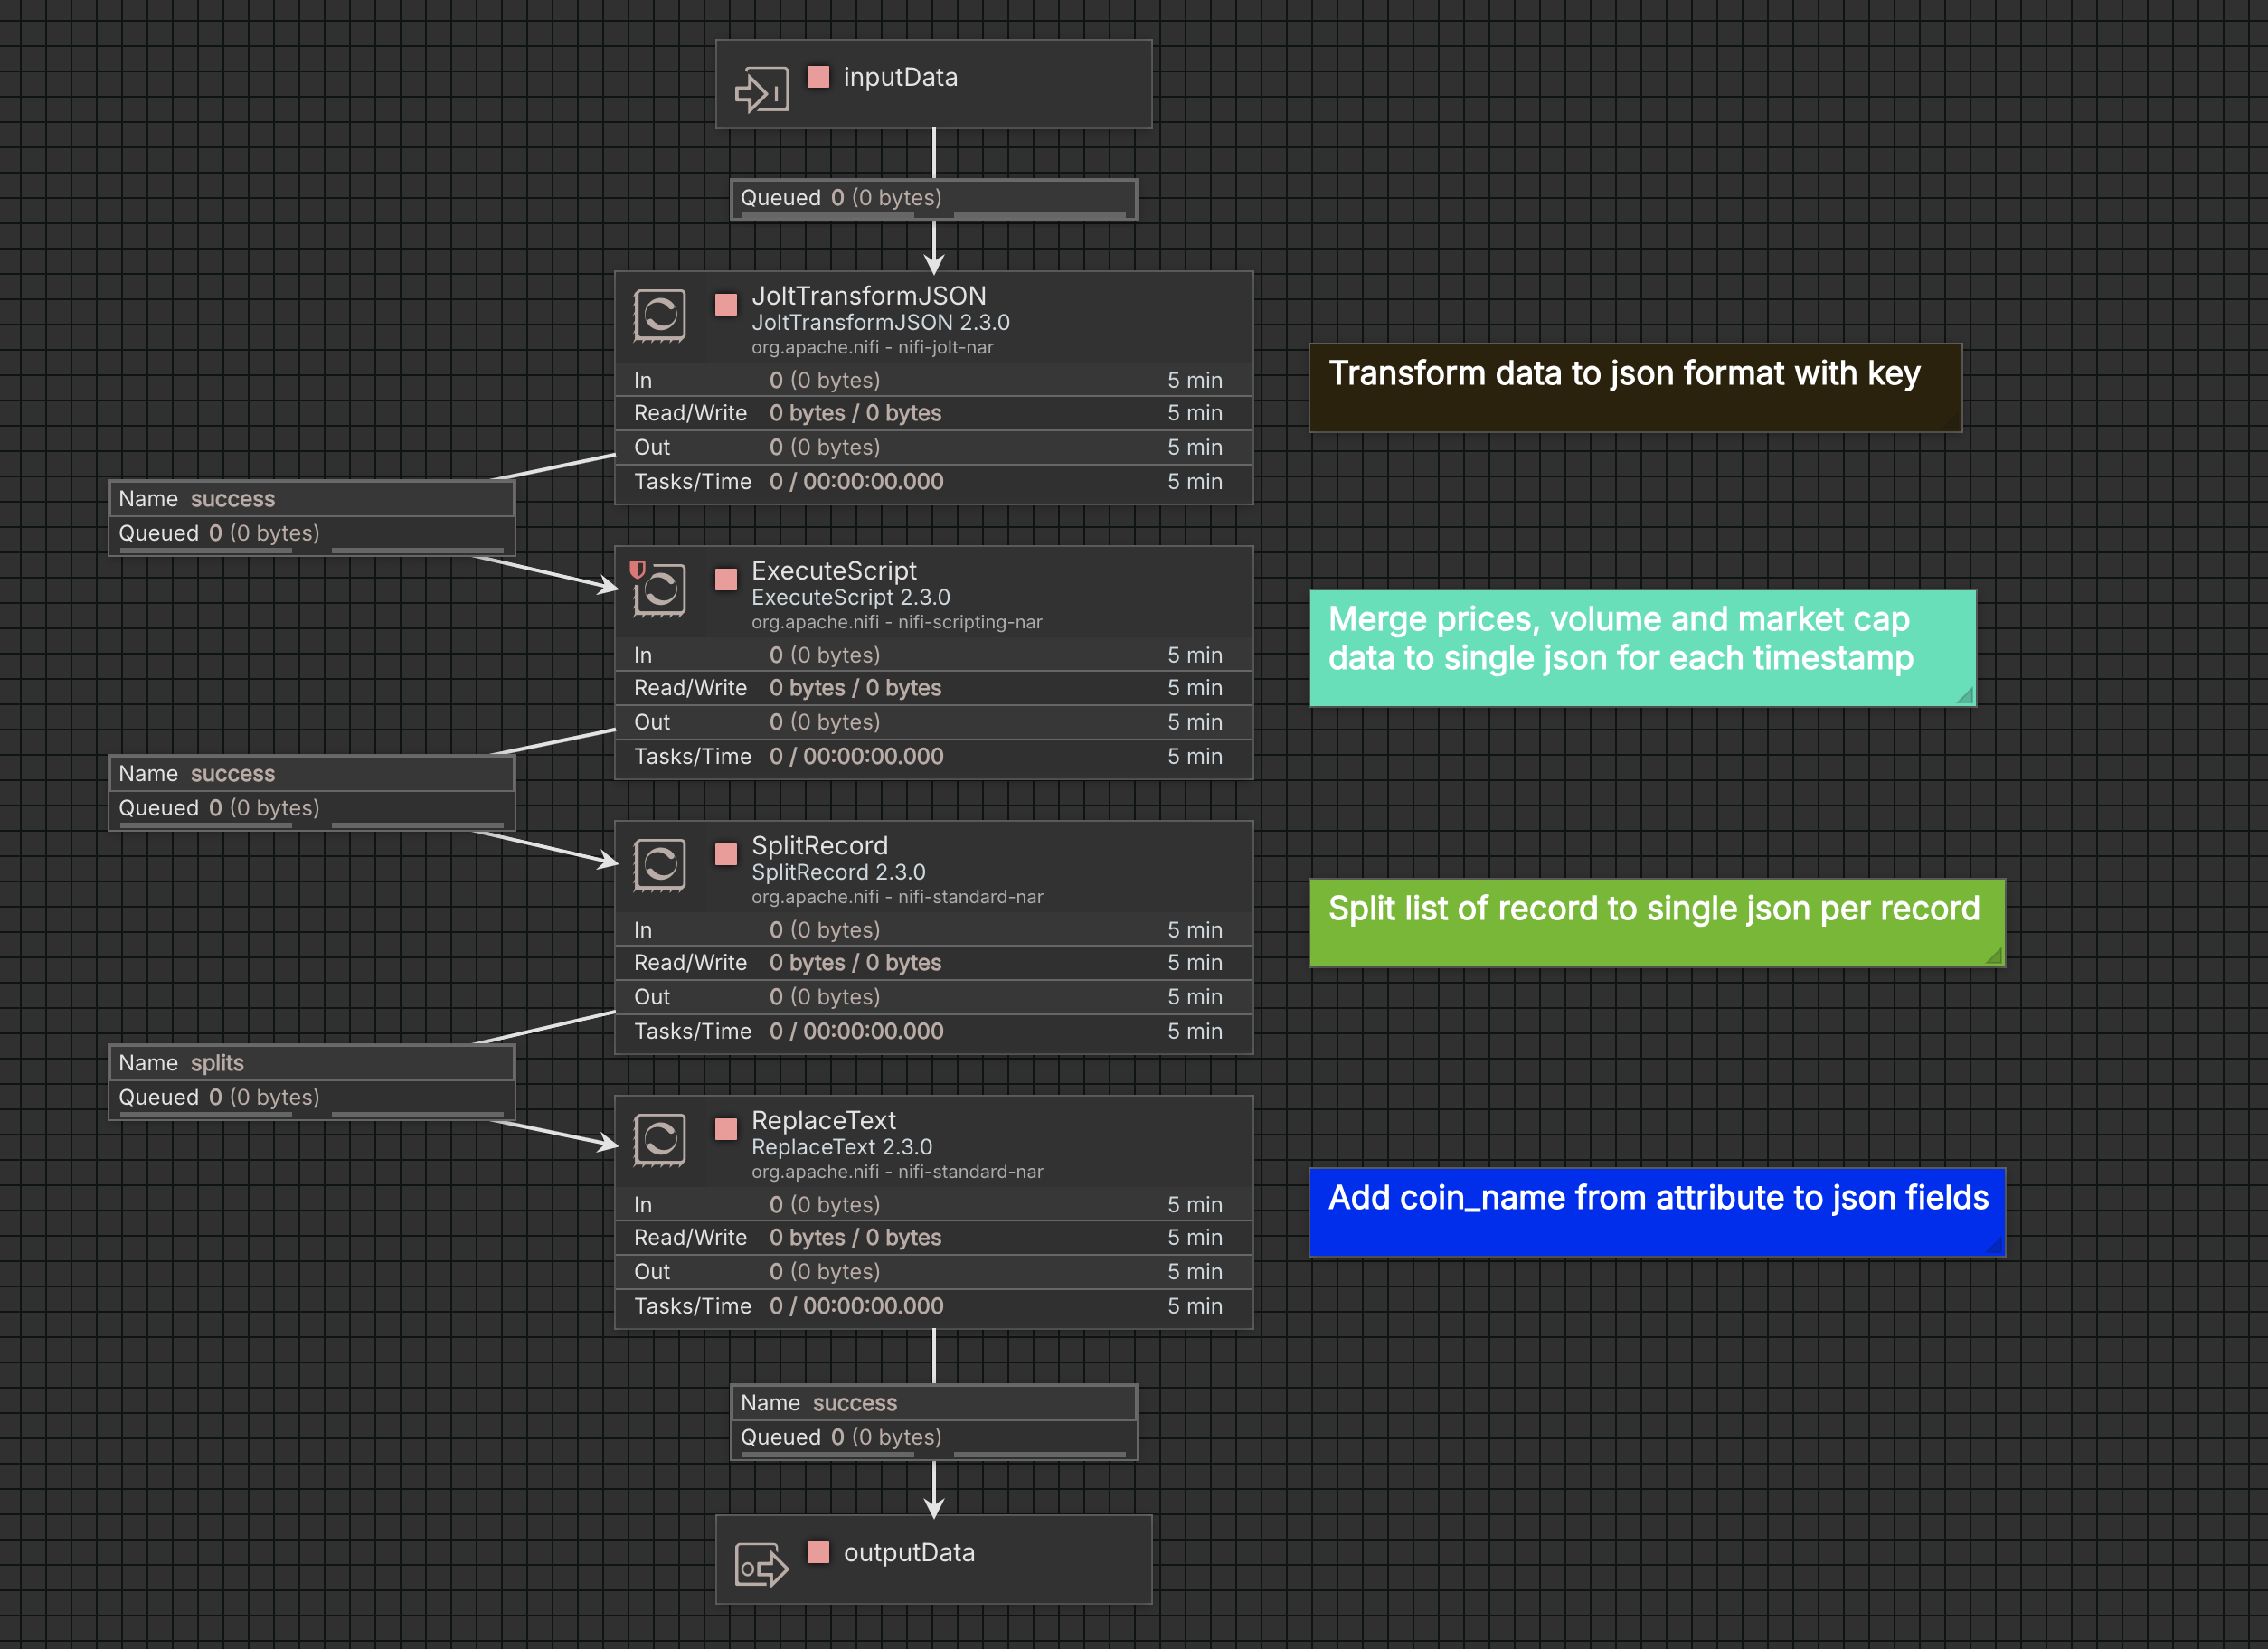 inputData
Queued 0 (0 bytes)
JoltTransformJSON
JoltTransformJSON 2.3.0
org.apache.nifi - nifi-jolt-nar
In 0 (0 bytes) 5 min
Read/Write 0 bytes / 0 bytes 5 min
Out 0 (0 bytes) 5 min
Tasks/Time 0 / 00:00:00.000 5 min
Transform data to json format with key
Name success
Queued 0 (0 bytes)
ExecuteScript
ExecuteScript 2.3.0
org.apache.nifi - nifi-scripting-nar
In 0 (0 bytes) 5 min
Read/Write 0 bytes / 0 bytes 5 min
Out 0 (0 bytes) 5 min
Tasks/Time 0 / 00:00:00.000 5 min
Merge prices, volume and market cap
data to single json for each timestamp
Name success
Queued 0 (0 bytes)
SplitRecord
SplitRecord 2.3.0
org.apache.nifi - nifi-standard-nar
In 0 (0 bytes) 5 min
Read/Write 0 bytes / 0 bytes 5 min
Out 0 (0 bytes) 5 min
Tasks/Time 0 / 00:00:00.000 5 min
Split list of record to single json per record
Name splits
Queued 0 (0 bytes)
ReplaceText
ReplaceText 2.3.0
org.apache.nifi - nifi-standard-nar
In 0 (0 bytes) 5 min
Read/Write 0 bytes / 0 bytes 5 min
Out 0 (0 bytes) 5 min
Tasks/Time 0 / 00:00:00.000 5 min
Add coin_name from attribute to json fields
Name success
Queued 0 (0 bytes)
outputData